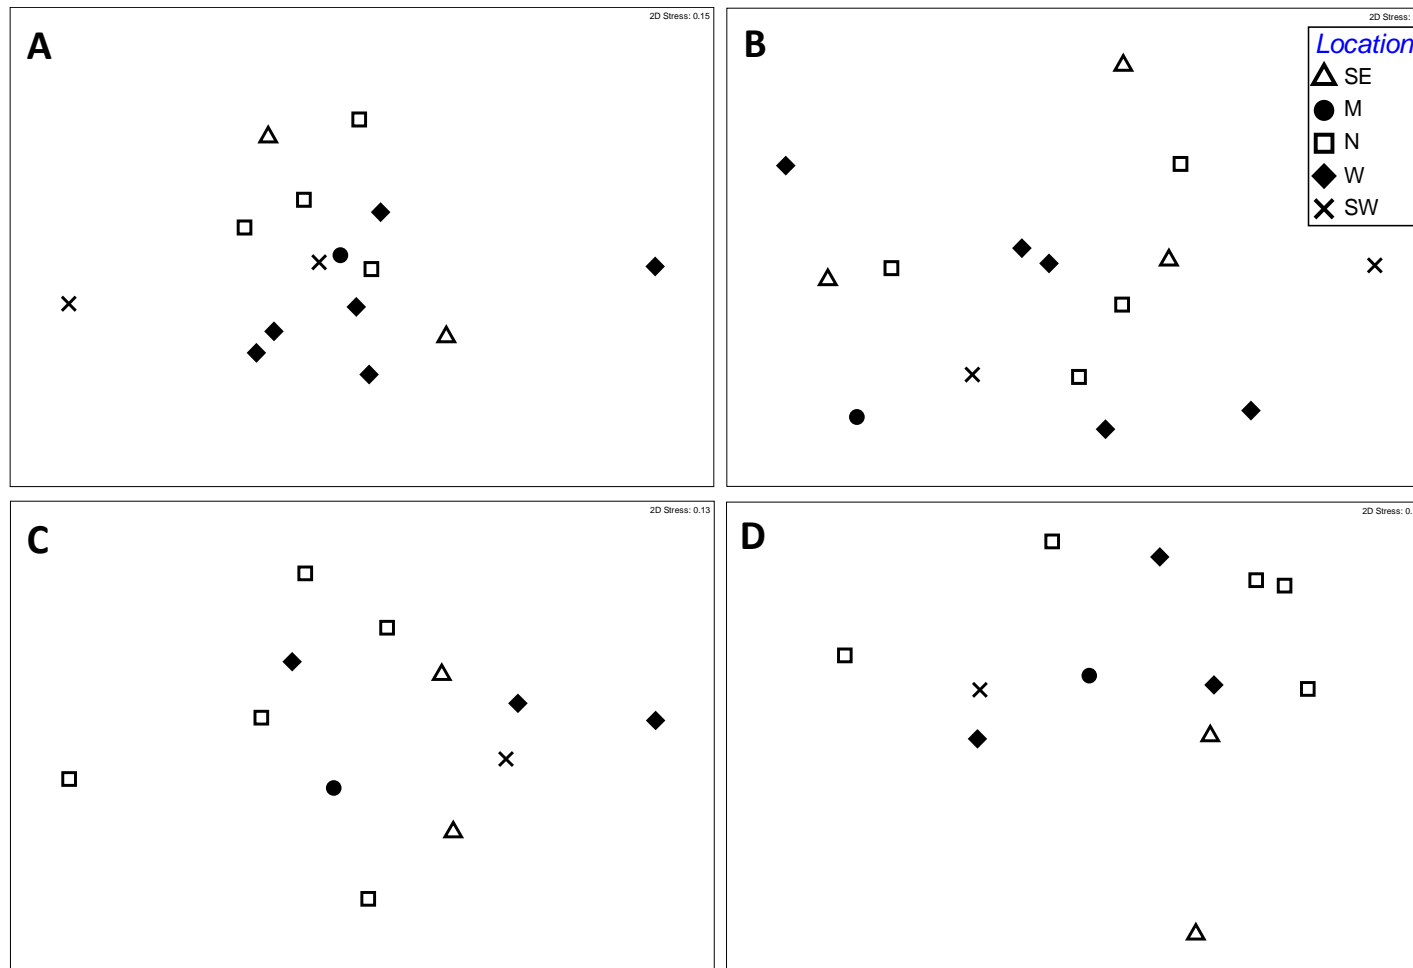 2D Stress: 0.15
A
2D Stress:
B
Location
SE
M
N
W
SW
2D Stress: 0.13
C
2D Stress: 0.
D